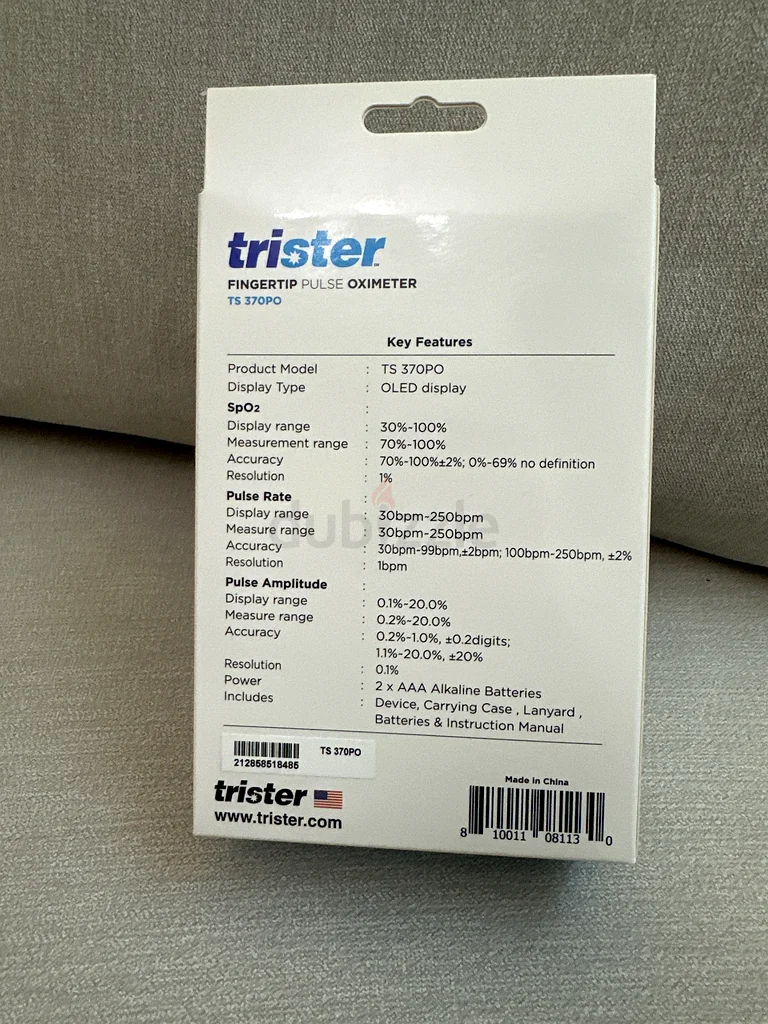 trister
FINGERTIP PULSE OXIMETER
TS 370PO
Key Features
Product Model : TS 370PO
Display Type : OLED display
SpO2 :
Display range : 30%~100%
Measurement range : 70%~100%
Accuracy : 70%~100%±2%; 0%~69% no definition
Resolution : 1%
Pulse Rate :
Display range : 30bpm~250bpm
Measure range : 30bpm~250bpm
Accuracy : 30bpm~99bpm,±2bpm; 100bpm~250bpm, ±2%
Resolution : 1bpm
Pulse Amplitude :
Display range : 0.1%~20.0%
Measure range : 0.2%~20.0%
Accuracy : 0.2%~1.0%, ±0.2digits;
1.1%~20.0%, ±20%
Resolution : 0.1%
Power : 2 x AAA Alkaline Batteries
Includes : Device, Carrying Case , Lanyard ,
Batteries & Instruction Manual
dubizzle
TS 370PO
212858518485
trister
www.trister.com
Made in China
8 10011 08113 0